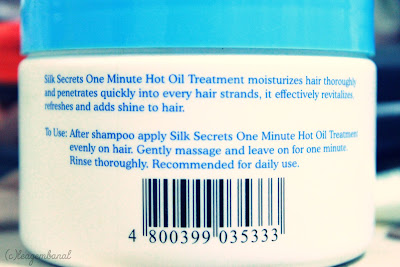 Silk Secrets One Minute Hot Oil Treatment moisturizes hair thoroughly
and penetrates quickly into every hair strands, it effectively revitalizes,
refreshes and adds shine to hair.
To Use: After shampoo apply Silk Secrets One Minute Hot Oil Treatment
evenly on hair. Gently massage and leave on for one minute.
Rinse thoroughly. Recommended for daily use.
4 800399 035333